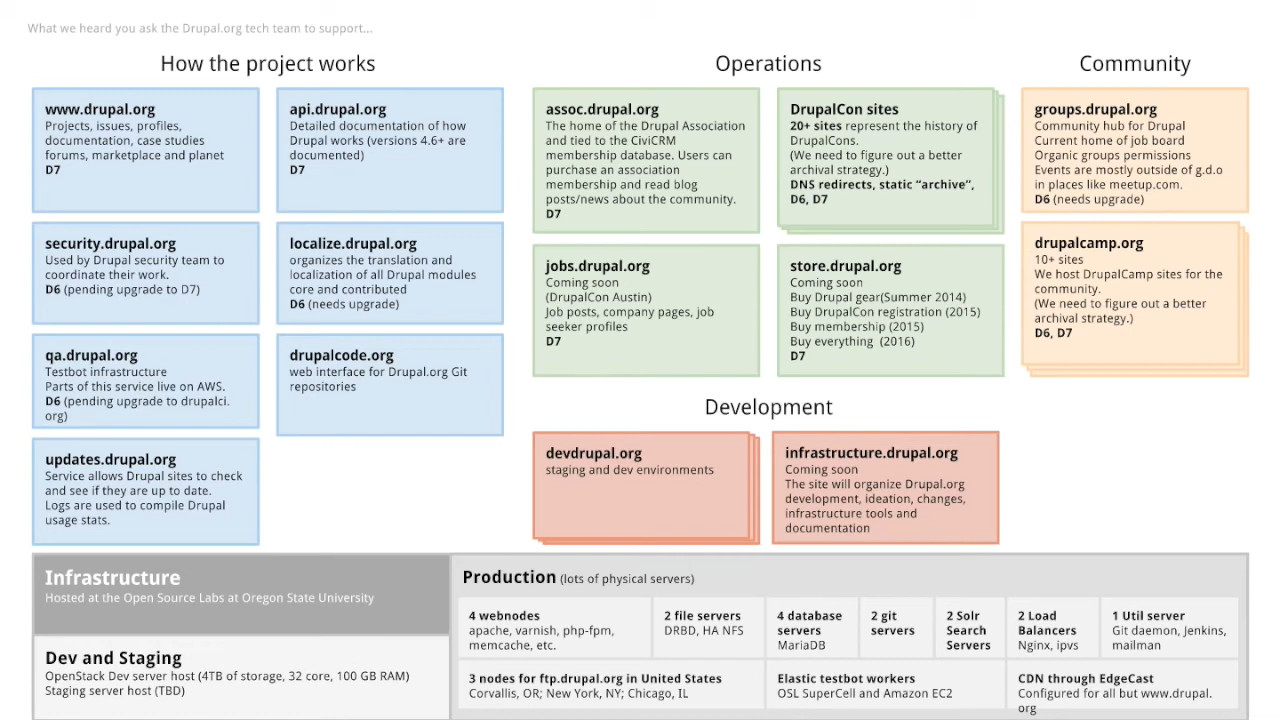 What we heard you ask the Drupal.org tech team to support...
How the project works
www.drupal.org
Projects, issues, profiles,
documentation, case studies
forums, marketplace and planet
D7
api.drupal.org
Detailed documentation of how
Drupal works (versions 4.6+ are
documented)
D7
security.drupal.org
Used by Drupal security team to
coordinate their work.
D6 (pending upgrade to D7)
localize.drupal.org
organizes the translation and
localization of all Drupal modules
core and contributed
D6 (needs upgrade)
qa.drupal.org
Testbot infrastructure
Parts of this service live on AWS.
D6 (pending upgrade to drupalci.
org)
drupalcode.org
web interface for Drupal.org Git
repositories
updates.drupal.org
Service allows Drupal sites to check
and see if they are up to date.
Logs are used to compile Drupal
usage stats.
Operations
assoc.drupal.org
The home of the Drupal Association
and tied to the CiviCRM
membership database. Users can
purchase an association
membership and read blog
posts/news about the community.
D7
DrupalCon sites
20+ sites represent the history of
DrupalCons.
(We need to figure out a better
archival strategy.)
DNS redirects, static “archive”,
D6, D7
jobs.drupal.org
Coming soon
(DrupalCon Austin)
Job posts, company pages, job
seeker profiles
D7
store.drupal.org
Coming soon
Buy Drupal gear(Summer 2014)
Buy DrupalCon registration (2015)
Buy membership (2015)
Buy everything (2016)
D7
Community
groups.drupal.org
Community hub for Drupal
Current home of job board
Organic groups permissions
Events are mostly outside of g.d.o
in places like meetup.com.
D6 (needs upgrade)
drupalcamp.org
10+ sites
We host DrupalCamp sites for the
community.
(We need to figure out a better
archival strategy.)
D6, D7
Development
devdrupal.org
staging and dev environments
infrastructure.drupal.org
Coming soon
The site will organize Drupal.org
development, ideation, changes,
infrastructure tools and
documentation
Infrastructure
Hosted at the Open Source Labs at Oregon State University
Dev and Staging
OpenStack Dev server host (4TB of storage, 32 core, 100 GB RAM)
Staging server host (TBD)
Production (lots of physical servers)
4 webnodes
apache, varnish, php-fpm,
memcache, etc.
2 file servers
DRBD, HA NFS
4 database
servers
MariaDB
2 git
servers
2 Solr
Search
Servers
2 Load
Balancers
Nginx, ipvs
1 Util server
Git daemon, Jenkins,
mailman
3 nodes for ftp.drupal.org in United States
Corvallis, OR; New York, NY; Chicago, IL
Elastic testbot workers
OSL SuperCell and Amazon EC2
CDN through EdgeCast
Configured for all but www.drupal.
org